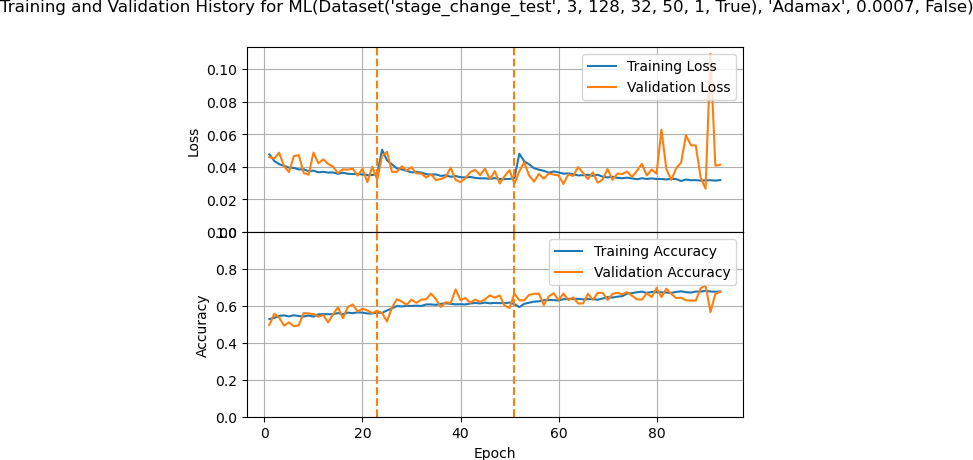 Training and Validation History for ML(Dataset('stage_change_test', 3, 128, 32, 50, 1, True), 'Adamax', 0.0007, False)
0.10
0.08
0.06
0.04
0.02
0.00
Loss
Training Loss
Validation Loss
1.0
0.8
0.6
0.4
0.2
0.0
Accuracy
Training Accuracy
Validation Accuracy
0 20 40 60 80
Epoch